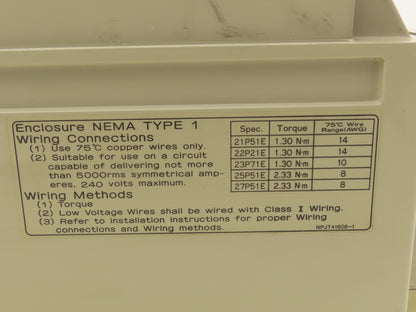 Enclosure NEMA TYPE 1
Wiring Connections
(1) Use 75℃ copper wires only.
(2) Suitable for use on a circuit
capable of delivering not more
than 5000rms symmetrical amp-
eres, 240 volts maximum.
Wiring Methods
(1) Torque
(2) Low Voltage Wires shall be wired with Class I Wiring.
(3) Refer to installation instructions for proper Wiring
connections and Wiring methods.
Spec. Torque 75℃ Wire Range(AWG)
21P51E 1.30 N·m 14
22P21E 1.30 N·m 14
23P71E 1.30 N·m 10
25P51E 2.33 N·m 8
27P51E 2.33 N·m 8
NPJT41608-1